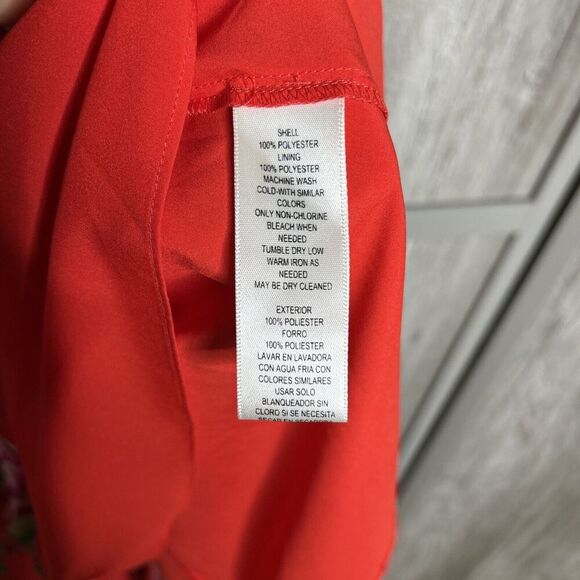 SHELL
100% POLYESTER
LINING
100% POLYESTER
MACHINE WASH
COLD-WITH SIMILAR
COLORS
ONLY NON-CHLORINE
BLEACH WHEN
NEEDED
TUMBLE DRY LOW
WARM IRON AS
NEEDED
MAY BE DRY CLEANED
EXTERIOR
100% POLIESTER
FORRO
100% POLIESTER
LAVAR EN LAVADORA
CON AGUA FRIA CON
COLORES SIMILARES
USAR SOLO
BLANQUEADOR SIN
CLORO SI SE NECESITA